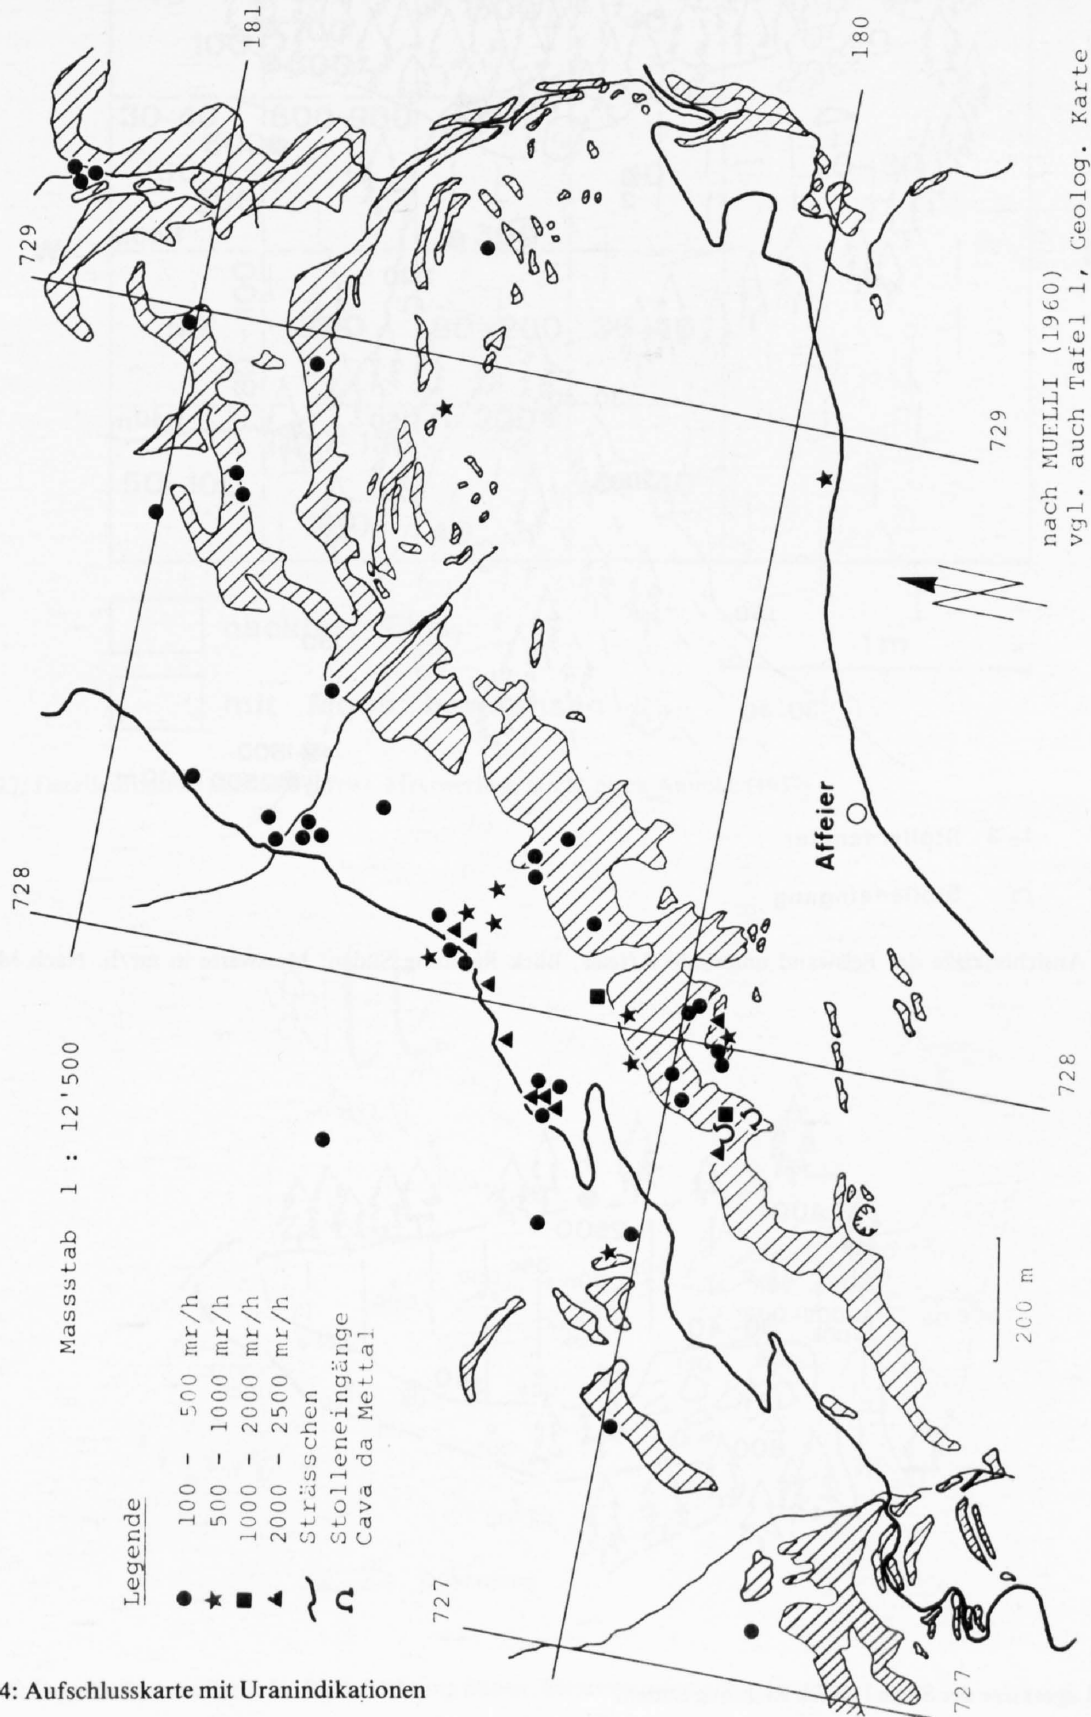 Massstab 1 : 12'500
Legende
100 - 500 mr/h
500 - 1000 mr/h
1000 - 2000 mr/h
2000 - 2500 mr/h
Strässchen
Stolleneingänge
Cava da Mettal
727
728
729
181
180
729
728
727
Affeier
200 m
nach MUELLI (1960)
vgl. auch Tafel 1, Geolog. Karte
4: Aufschlusskarte mit Uranindikationen